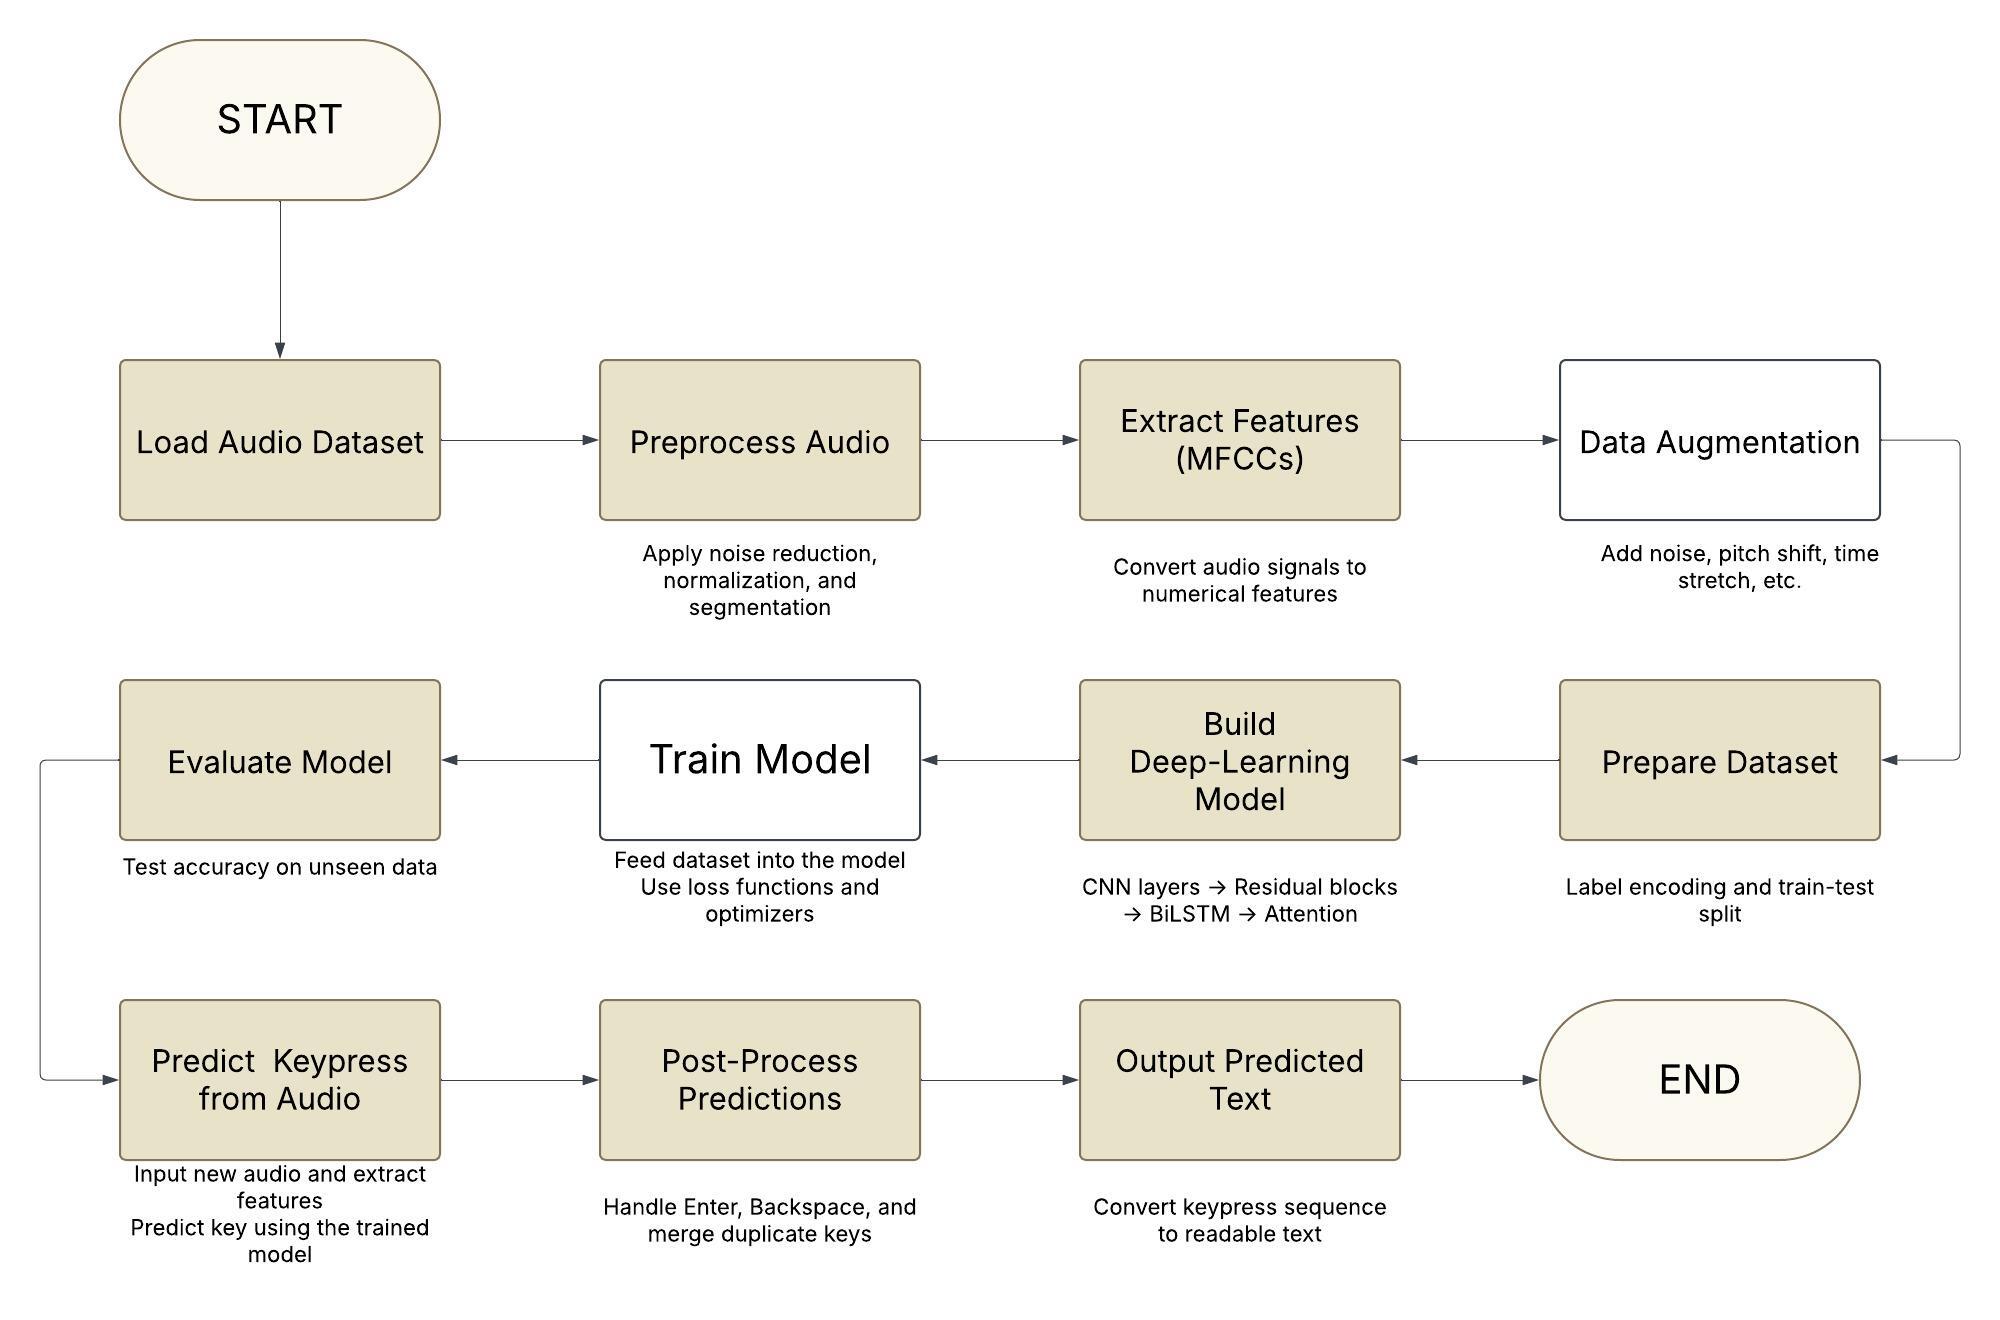 START
Load Audio Dataset
Preprocess Audio
Apply noise reduction,
normalization, and
segmentation
Extract Features
(MFCCs)
Convert audio signals to
numerical features
Data Augmentation
Add noise, pitch shift, time
stretch, etc.
Prepare Dataset
Label encoding and train-test
split
Build
Deep-Learning
Model
CNN layers → Residual blocks
→ BiLSTM → Attention
Train Model
Feed dataset into the model
Use loss functions and
optimizers
Evaluate Model
Test accuracy on unseen data
Predict  Keypress
from Audio
Input new audio and extract
features
Predict key using the trained
model
Post-Process
Predictions
Handle Enter, Backspace, and
merge duplicate keys
Output Predicted
Text
Convert keypress sequence
to readable text
END